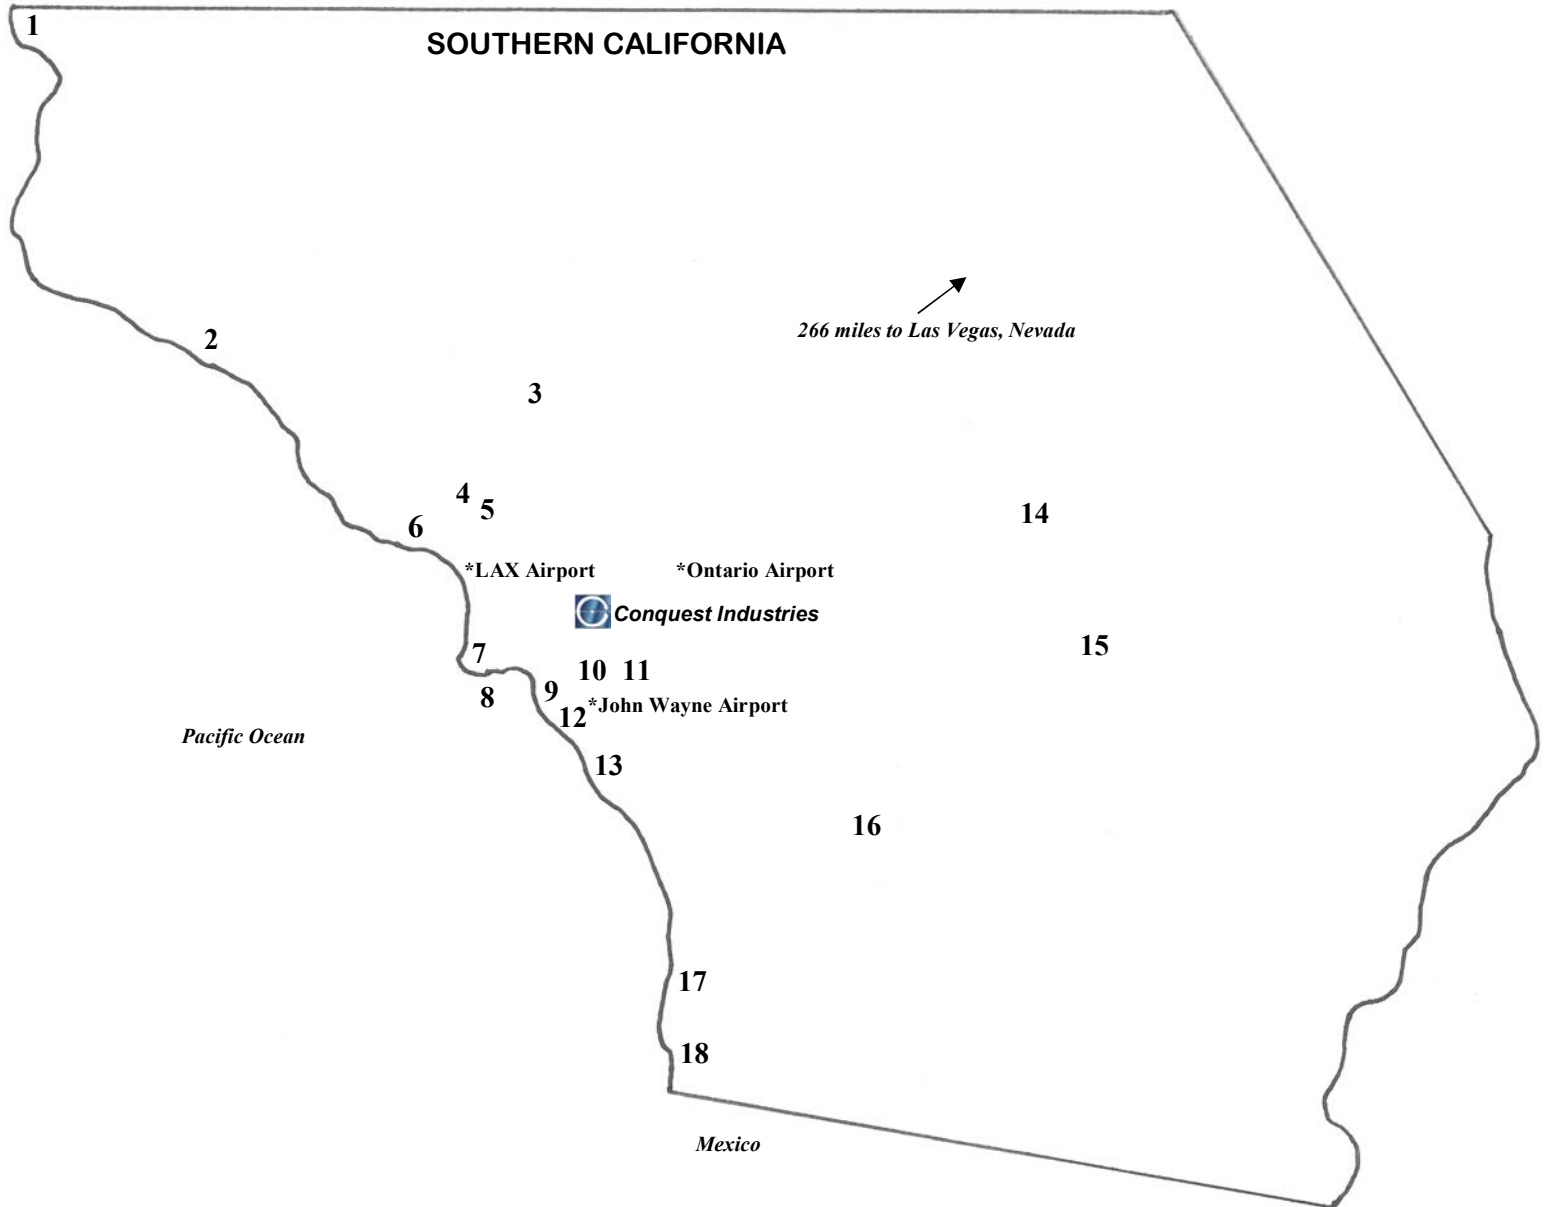 1
SOUTHERN CALIFORNIA
266 miles to Las Vegas, Nevada
2
3
4
5
6
14
*LAX Airport
*Ontario Airport
Conquest Industries
15
7
8
9
10
11
*John Wayne Airport
12
Pacific Ocean
13
16
17
18
Mexico